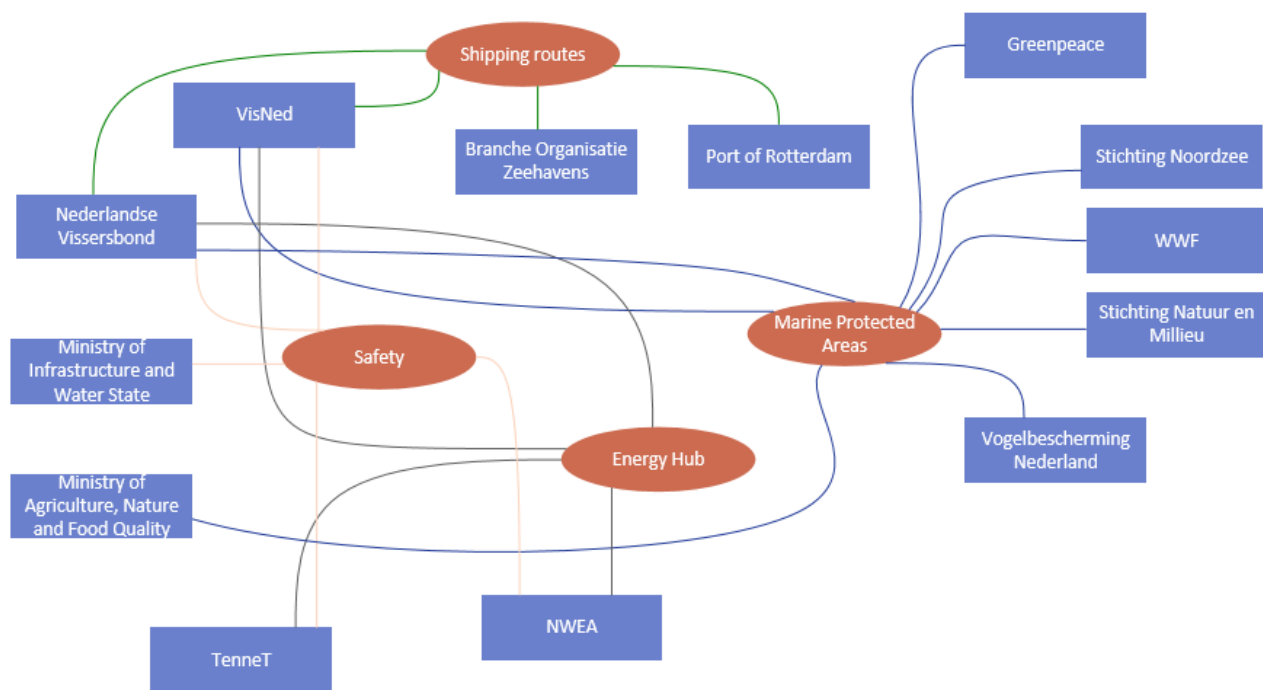 Shipping routes
Greenpeace
VisNed
Branche Organisatie
Zeehavens
Port of Rotterdam
Stichting Noordzee
Nederlandse
Vissersbond
WWF
Marine Protected
Areas
Stichting Natuur en
Millieu
Ministry of
Infrastructure and
Water State
Safety
Energy Hub
Vogelbescherming
Nederland
Ministry of
Agriculture, Nature
and Food Quality
NWEA
TenneT